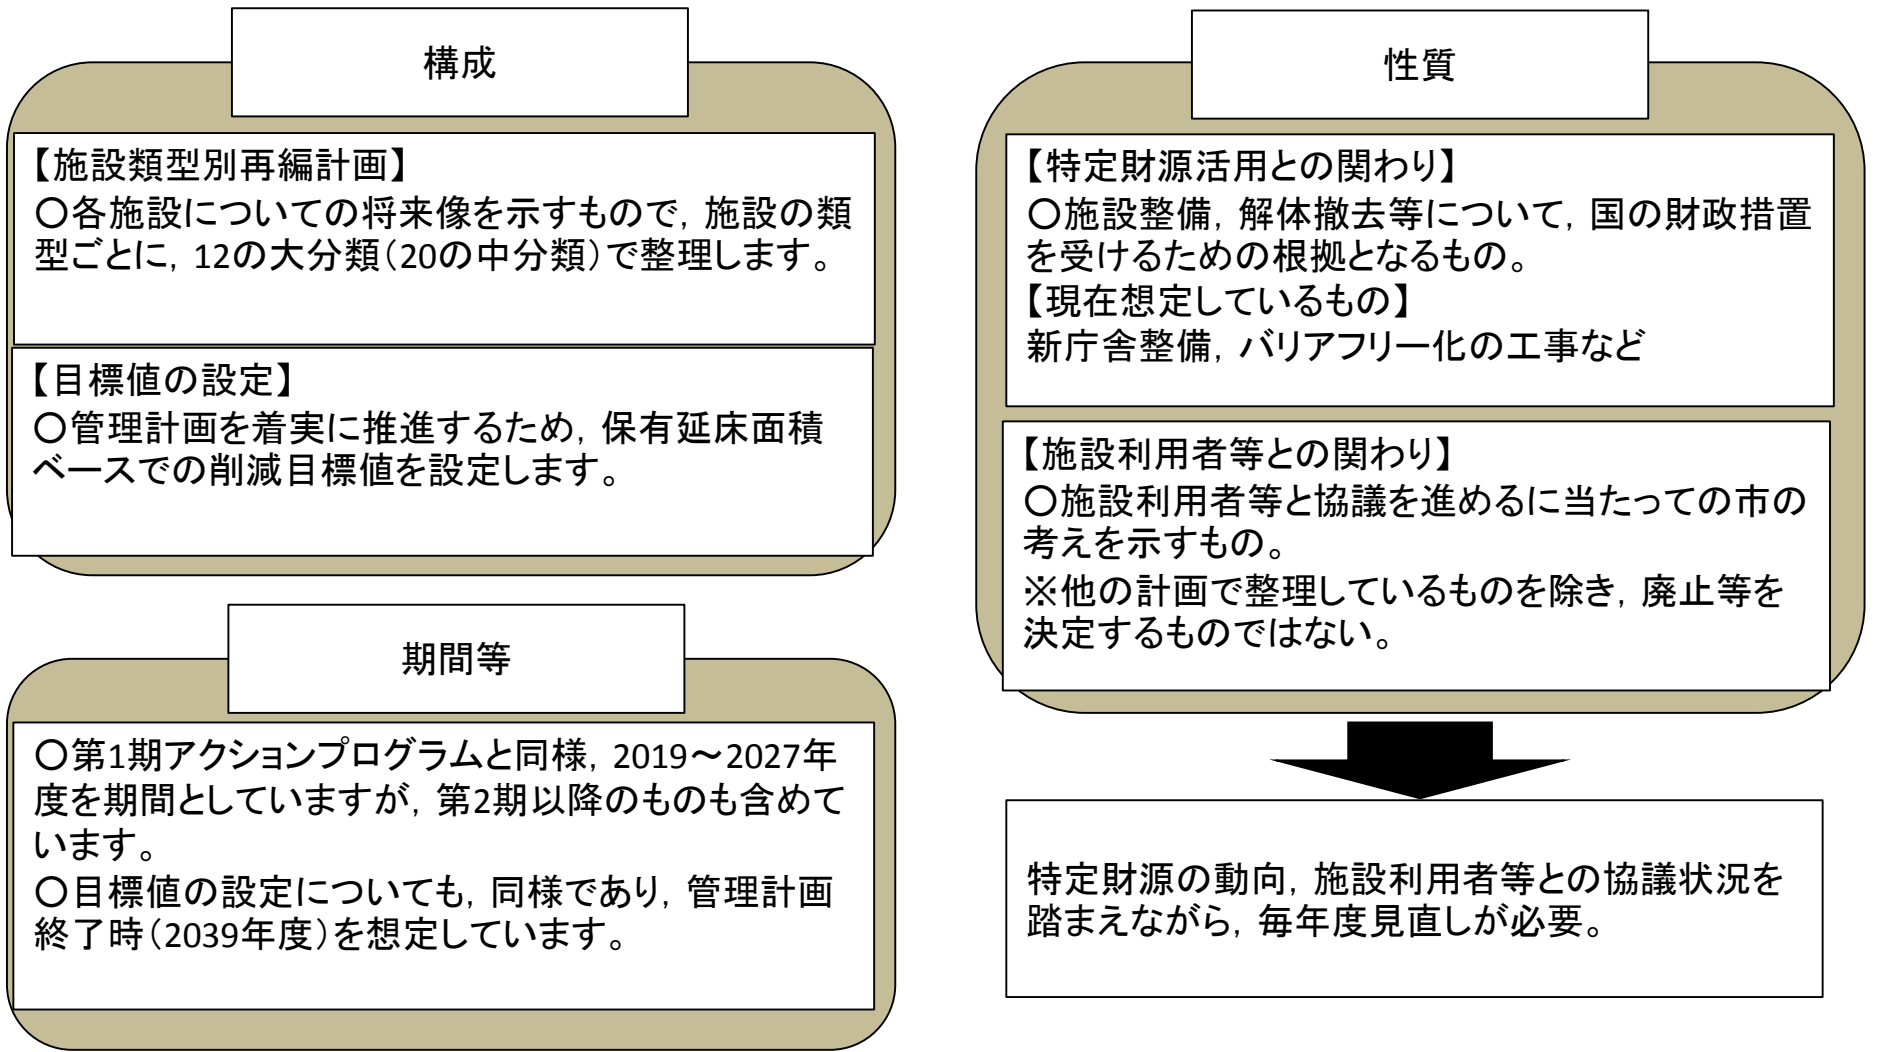 構成
【施設類型別再編計画】
〇各施設についての将来像を示すもので，施設の類
型ごとに，12の大分類（20の中分類）で整理します。
【目標値の設定】
〇管理計画を着実に推進するため，保有延床面積
ベースでの削減目標値を設定します。
期間等
〇第1期アクションプログラムと同様，2019～2027年
度を期間としていますが，第2期以降のものも含めて
います。
〇目標値の設定についても，同様であり，管理計画
終了時（2039年度）を想定しています。
性質
【特定財源活用との関わり】
〇施設整備，解体撤去等について，国の財政措置
を受けるための根拠となるもの。
【現在想定しているもの】
新庁舎整備，バリアフリー化の工事など
【施設利用者等との関わり】
〇施設利用者等と協議を進めるに当たっての市の
考えを示すもの。
※他の計画で整理しているものを除き，廃止等を
決定するものではない。
特定財源の動向，施設利用者等との協議状況を
踏まえながら，毎年度見直しが必要。